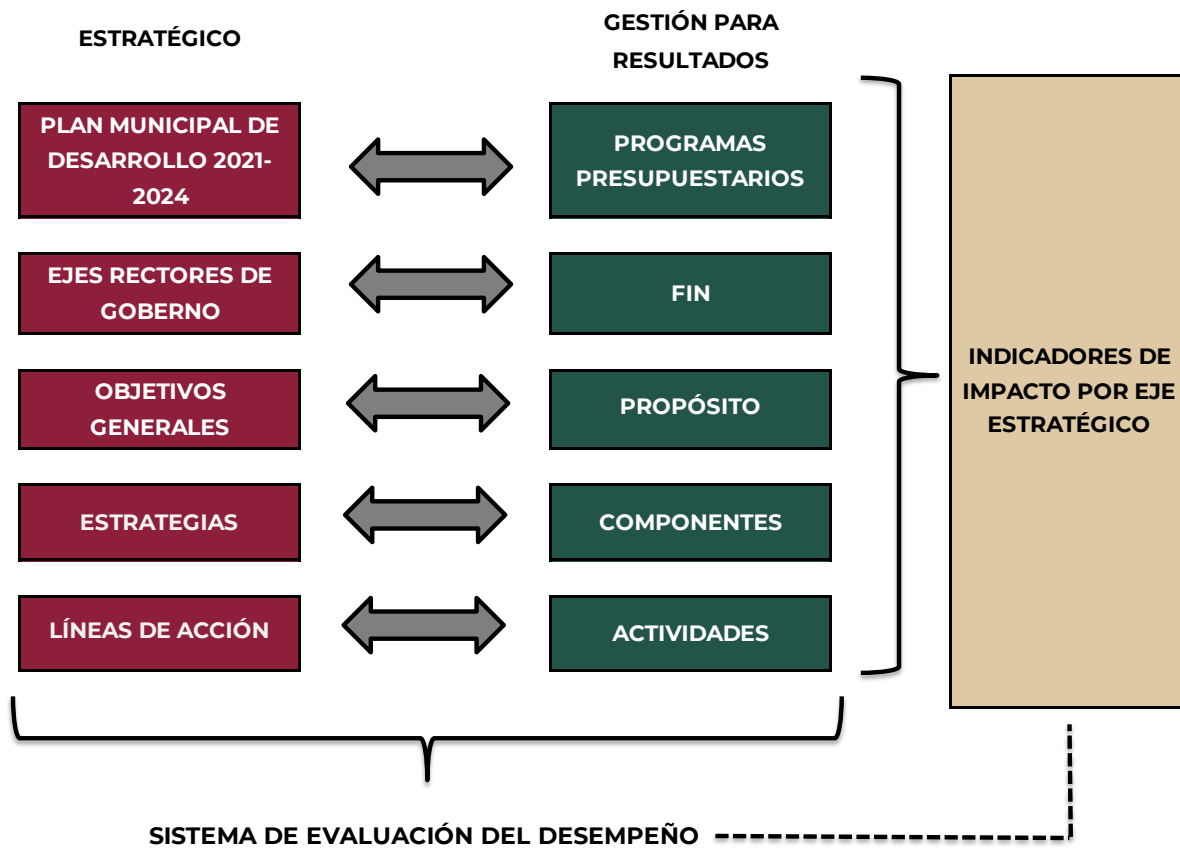 ESTRATÉGICO
GESTIÓN PARA
RESULTADOS
PLAN MUNICIPAL DE
DESARROLLO 2021-
2024
PROGRAMAS
PRESUPUESTARIOS
EJES RECTORES DE
GOBERNO
FIN
OBJETIVOS
GENERALES
PROPÓSITO
ESTRATEGIAS
COMPONENTES
LÍNEAS DE ACCIÓN
ACTIVIDADES
INDICADORES DE
IMPACTO POR EJE
ESTRATÉGICO
SISTEMA DE EVALUACIÓN DEL DESEMPEÑO